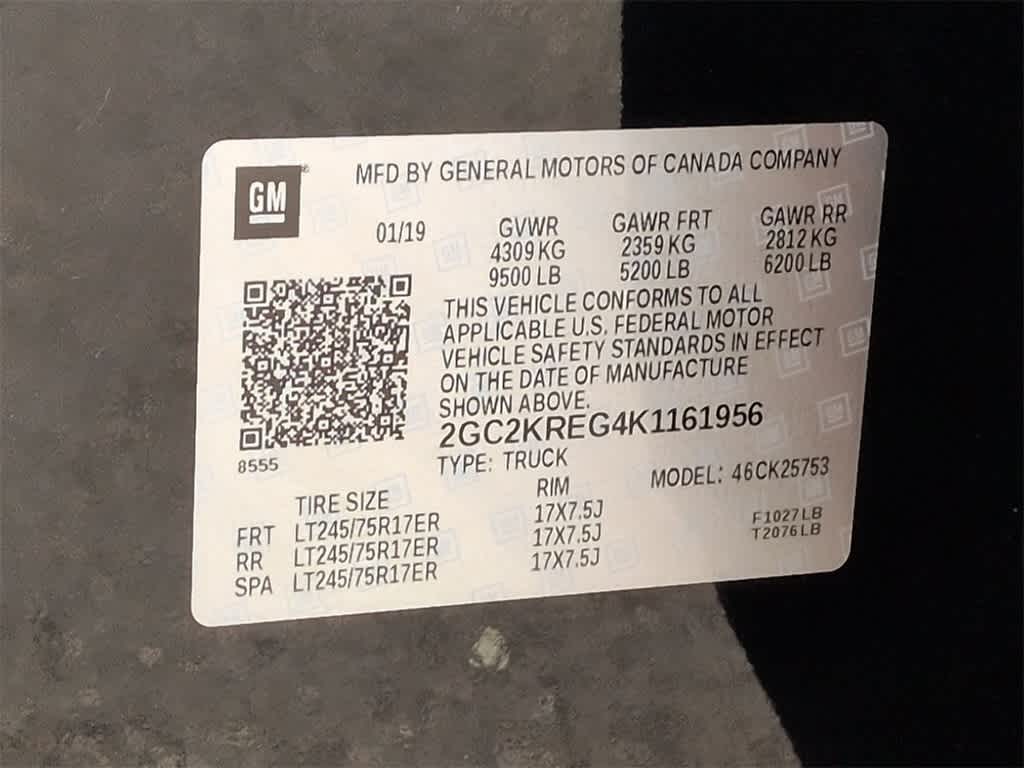 GM
MFD BY GENERAL MOTORS OF CANADA COMPANY
01/19 GVWR GAWR FRT GAWR RR
4309 KG 2359 KG 2812 KG
9500 LB 5200 LB 6200 LB
THIS VEHICLE CONFORMS TO ALL
APPLICABLE U.S. FEDERAL MOTOR
VEHICLE SAFETY STANDARDS IN EFFECT
ON THE DATE OF MANUFACTURE
SHOWN ABOVE.
2GC2KREG4K1161956
8555
TYPE: TRUCK MODEL: 46CK25753
TIRE SIZE RIM
FRT LT245/75R17ER 17X7.5J F1027LB
RR LT245/75R17ER 17X7.5J T2076LB
SPA LT245/75R17ER 17X7.5J